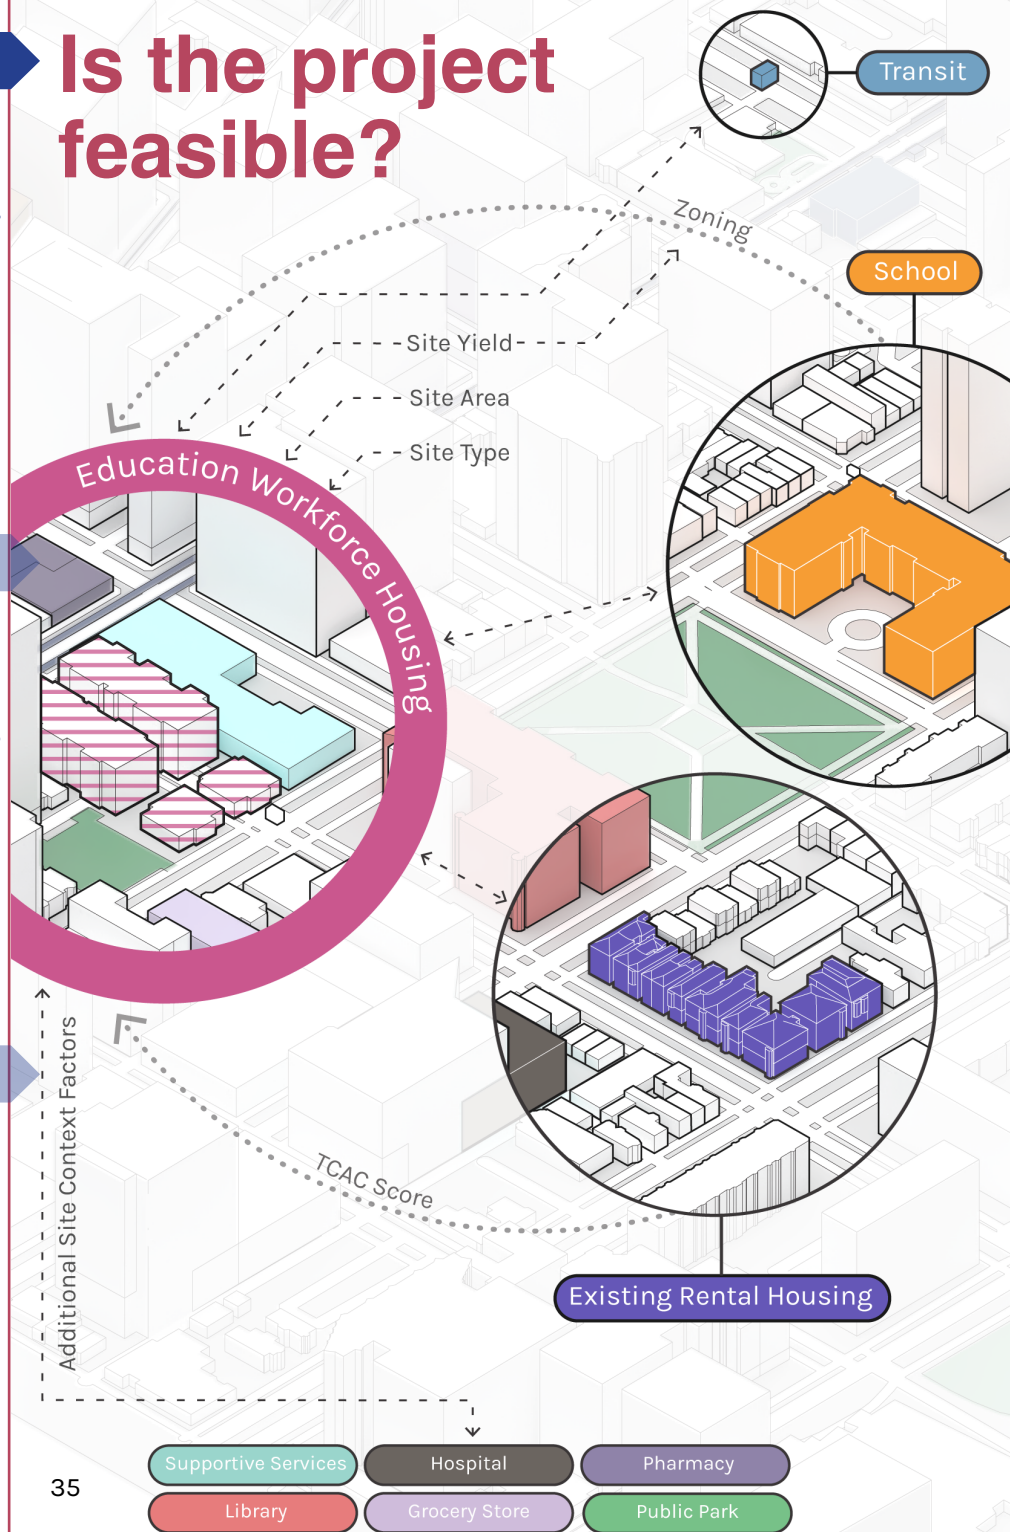 Is the project
feasible?
Transit
Zoning
School
Site Yield
Site Area
Site Type
Education Workforce Housing
Additional Site Context Factors
TCAC Score
Existing Rental Housing
Supportive Services
Hospital
Pharmacy
35
Library
Grocery Store
Public Park